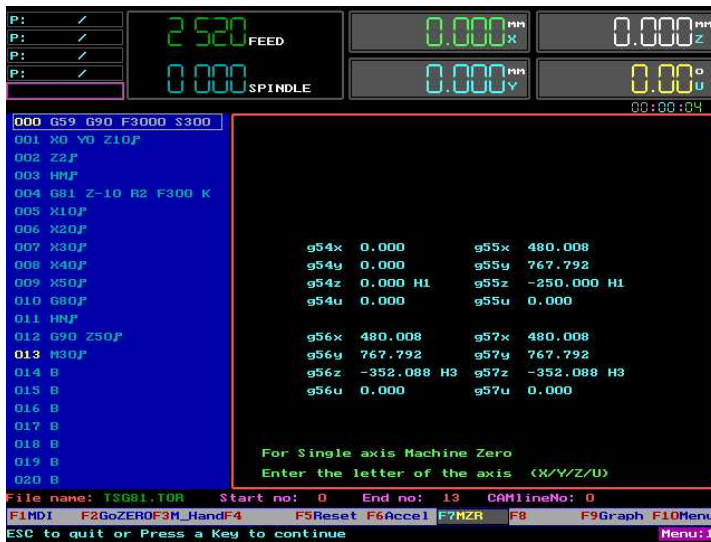 P: /
P: /
P: /
P: /
2 520 FEED
0 000 SPINDLE
0.000 MM X
0.000 MM Y
0.000 MM Z
0.00 ° U
00:00:04
000 G59 G90 F3000 S300
001 X0 Y0 Z10
002 Z2
003 HM
004 G81 Z-10 R2 F300 K
005 X10
006 X20
007 X30
008 X40
009 X50
010 G80
011 HN
012 G90 Z50
013 M30
014 B
015 B
016 B
017 B
018 B
019 B
020 B
g54x 0.000 g55x 480.008
g54y 0.000 g55y 767.792
g54z 0.000 H1 g55z -250.000 H1
g54u 0.000 g55u 0.000
g56x 480.008 g57x 480.008
g56y 767.792 g57y 767.792
g56z -352.088 H3 g57z -352.088 H3
g56u 0.000 g57u 0.000
For Single axis Machine Zero
Enter the letter of the axis (X/Y/Z/U)
File name: TSG81.TOR Start no: 0 End no: 13 CAMlineNo: 0
F1MDI F2GoZERO F3M_Hand F4 F5Reset F6Accel F7MZR F8 F9Graph F10Menu
ESC to quit or Press a Key to continue Menu:1